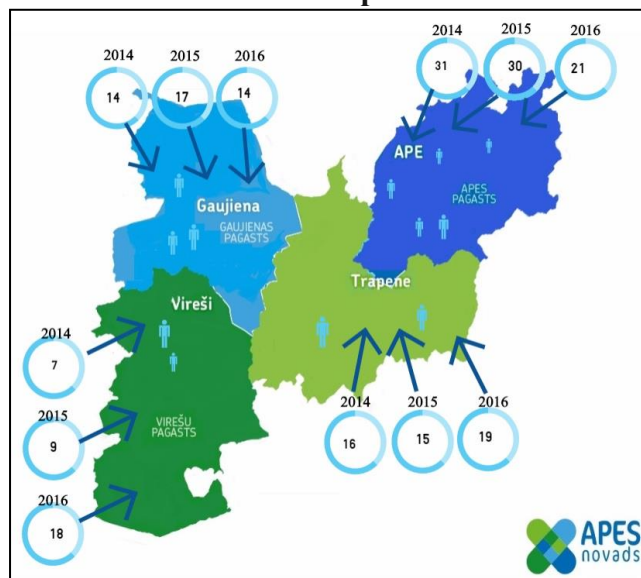 2014
2015
2016
14
17
14
2014
2015
2016
31
30
21
APE
APES
PAGASTS
Gaujiena
GAUJIENAS
PAGASTS
Trapene
Vireši
VIREŠU
PAGASTS
2014
7
2015
9
2016
18
2014
2015
2016
16
15
19
APES
novads